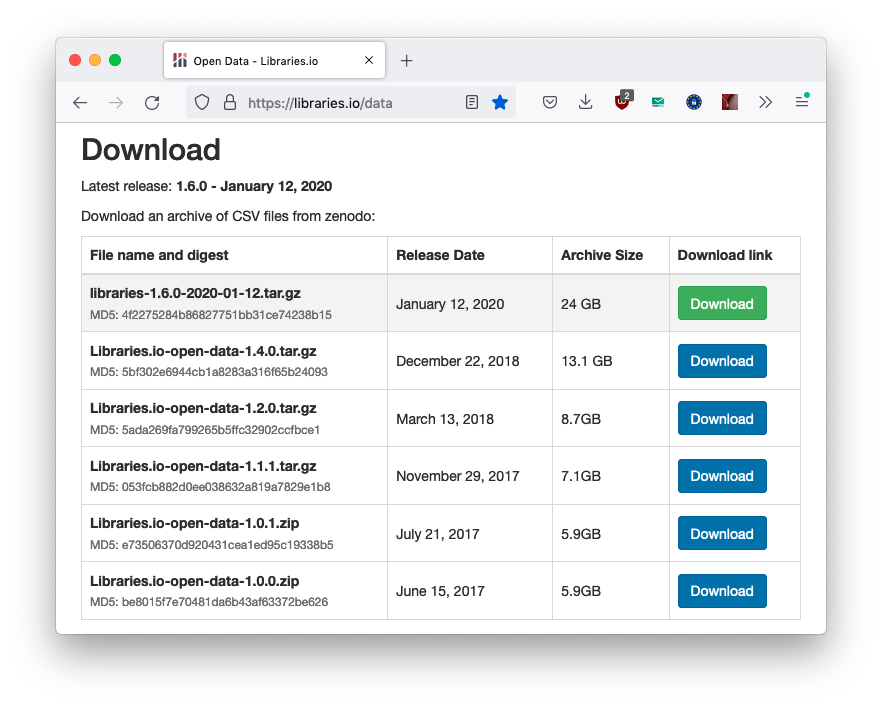 Open Data - Libraries.io
https://libraries.io/data
2
Download
Latest release: 1.6.0 - January 12, 2020
Download an archive of CSV files from zenodo:
File name and digest Release Date Archive Size Download link
libraries-1.6.0-2020-01-12.tar.gz
MD5: 4f2275284b86827751bb31ce74238b15
January 12, 2020 24 GB Download
Libraries.io-open-data-1.4.0.tar.gz
MD5: 5bf302e6944cb1a8283a316f65b24093
December 22, 2018 13.1 GB Download
Libraries.io-open-data-1.2.0.tar.gz
MD5: 5ada269fa799265b5ffc32902ccfbce1
March 13, 2018 8.7GB Download
Libraries.io-open-data-1.1.1.tar.gz
MD5: 053fcb882d0ee038632a819a7829e1b8
November 29, 2017 7.1GB Download
Libraries.io-open-data-1.0.1.zip
MD5: e73506370d920431cea1ed95c19338b5
July 21, 2017 5.9GB Download
Libraries.io-open-data-1.0.0.zip
MD5: be8015f7e70481da6b43af63372be626
June 15, 2017 5.9GB Download